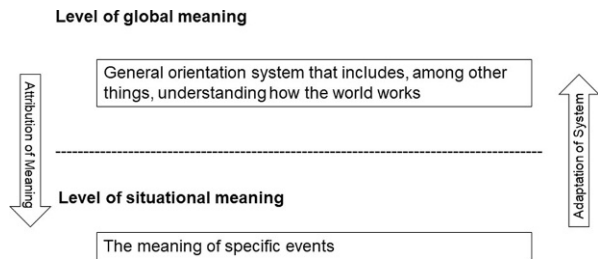 Level of global meaning
General orientation system that includes, among other
things, understanding how the world works
Attribution of Meaning
Adaptation of System
Level of situational meaning
The meaning of specific events